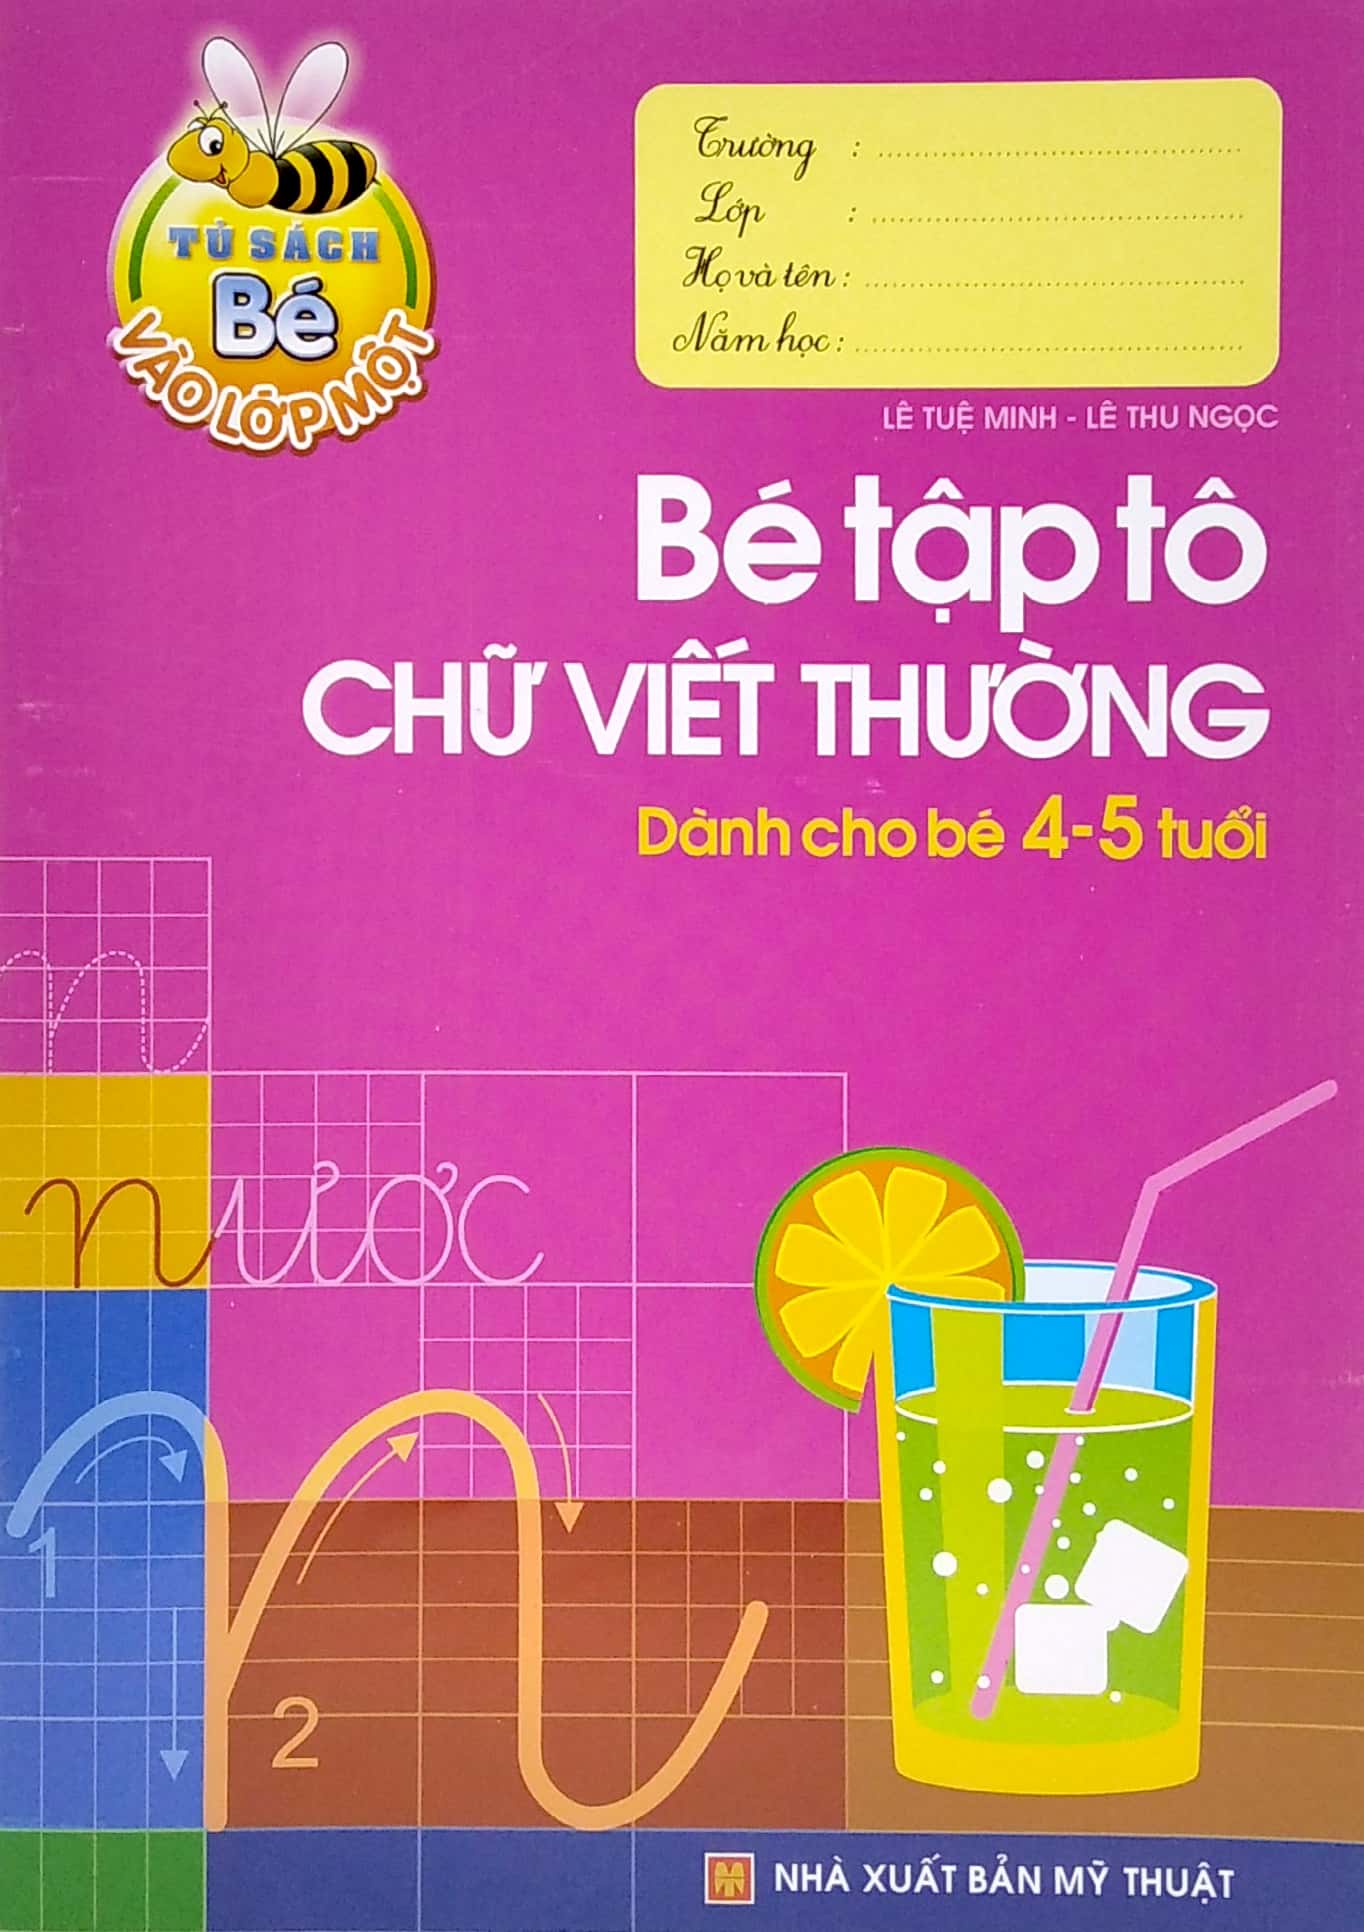 TỦ SÁCH
Bé
VÀO LỚP MỘT
Trường :
Lớp :
Họ và tên :
Năm học :
LÊ TUỆ MINH - LÊ THU NGỌC
Bé tập tô
CHỮ VIẾT THƯỜNG
Dành cho bé 4-5 tuổi
n
nước
n
1
2
NHÀ XUẤT BẢN MỸ THUẬT